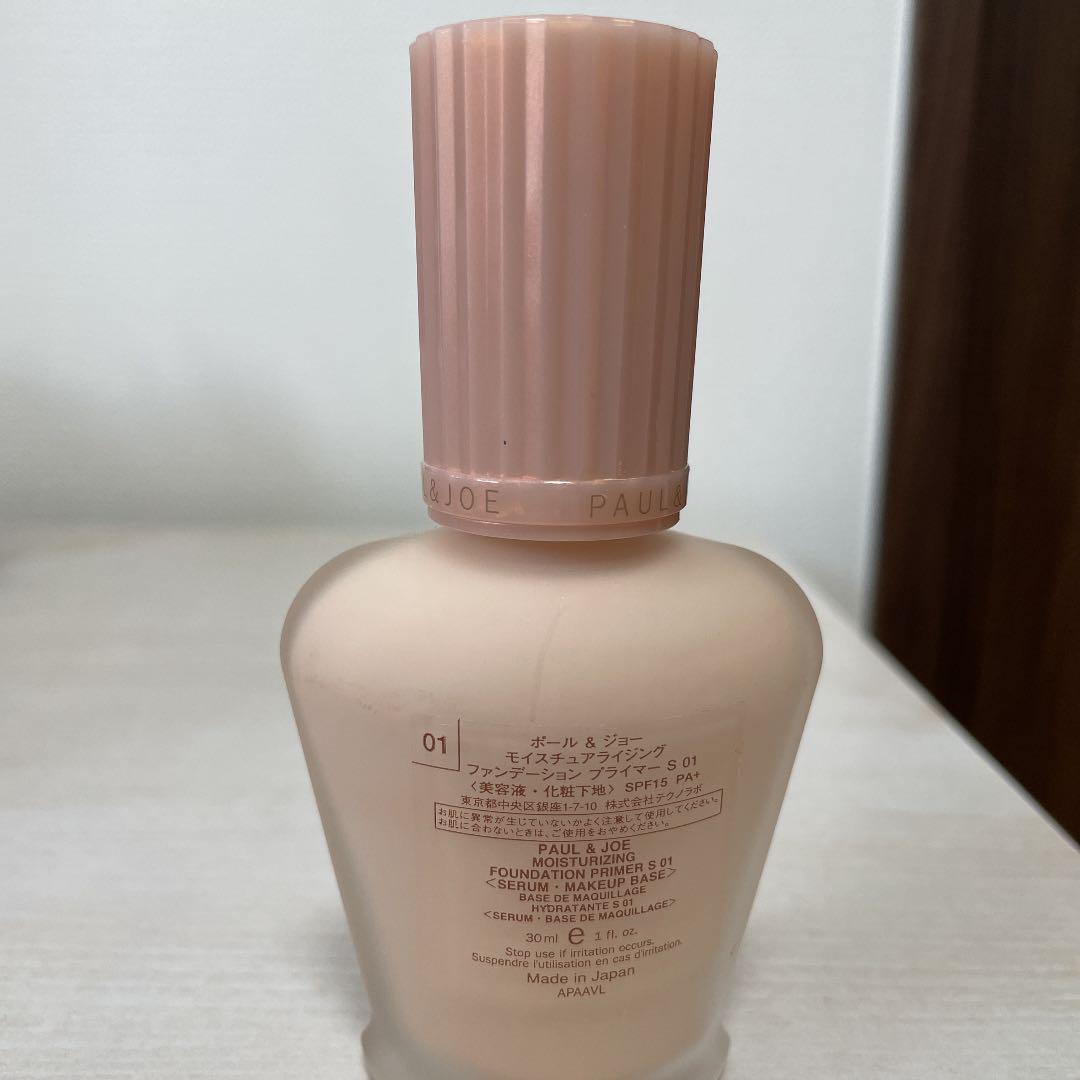 &JOE PAUL&
01
ポール & ジョー
モイスチュアライジング
ファンデーション プライマー S 01
〈美容液・化粧下地〉 SPF15 PA+
東京都中央区銀座1-7-10 株式会社テクノラボ
お肌に異常が生じていないかよく注意して使用してください。
お肌に合わないときは、ご使用をおやめください。
PAUL & JOE
MOISTURIZING
FOUNDATION PRIMER S 01
<SERUM・MAKEUP BASE>
BASE DE MAQUILLAGE
HYDRATANTE S 01
<SERUM・BASE DE MAQUILLAGE>
30ml e 1 fl. oz.
Stop use if irritation occurs.
Suspendre l'utilisation en cas d'irritation.
Made in Japan
APAAVL